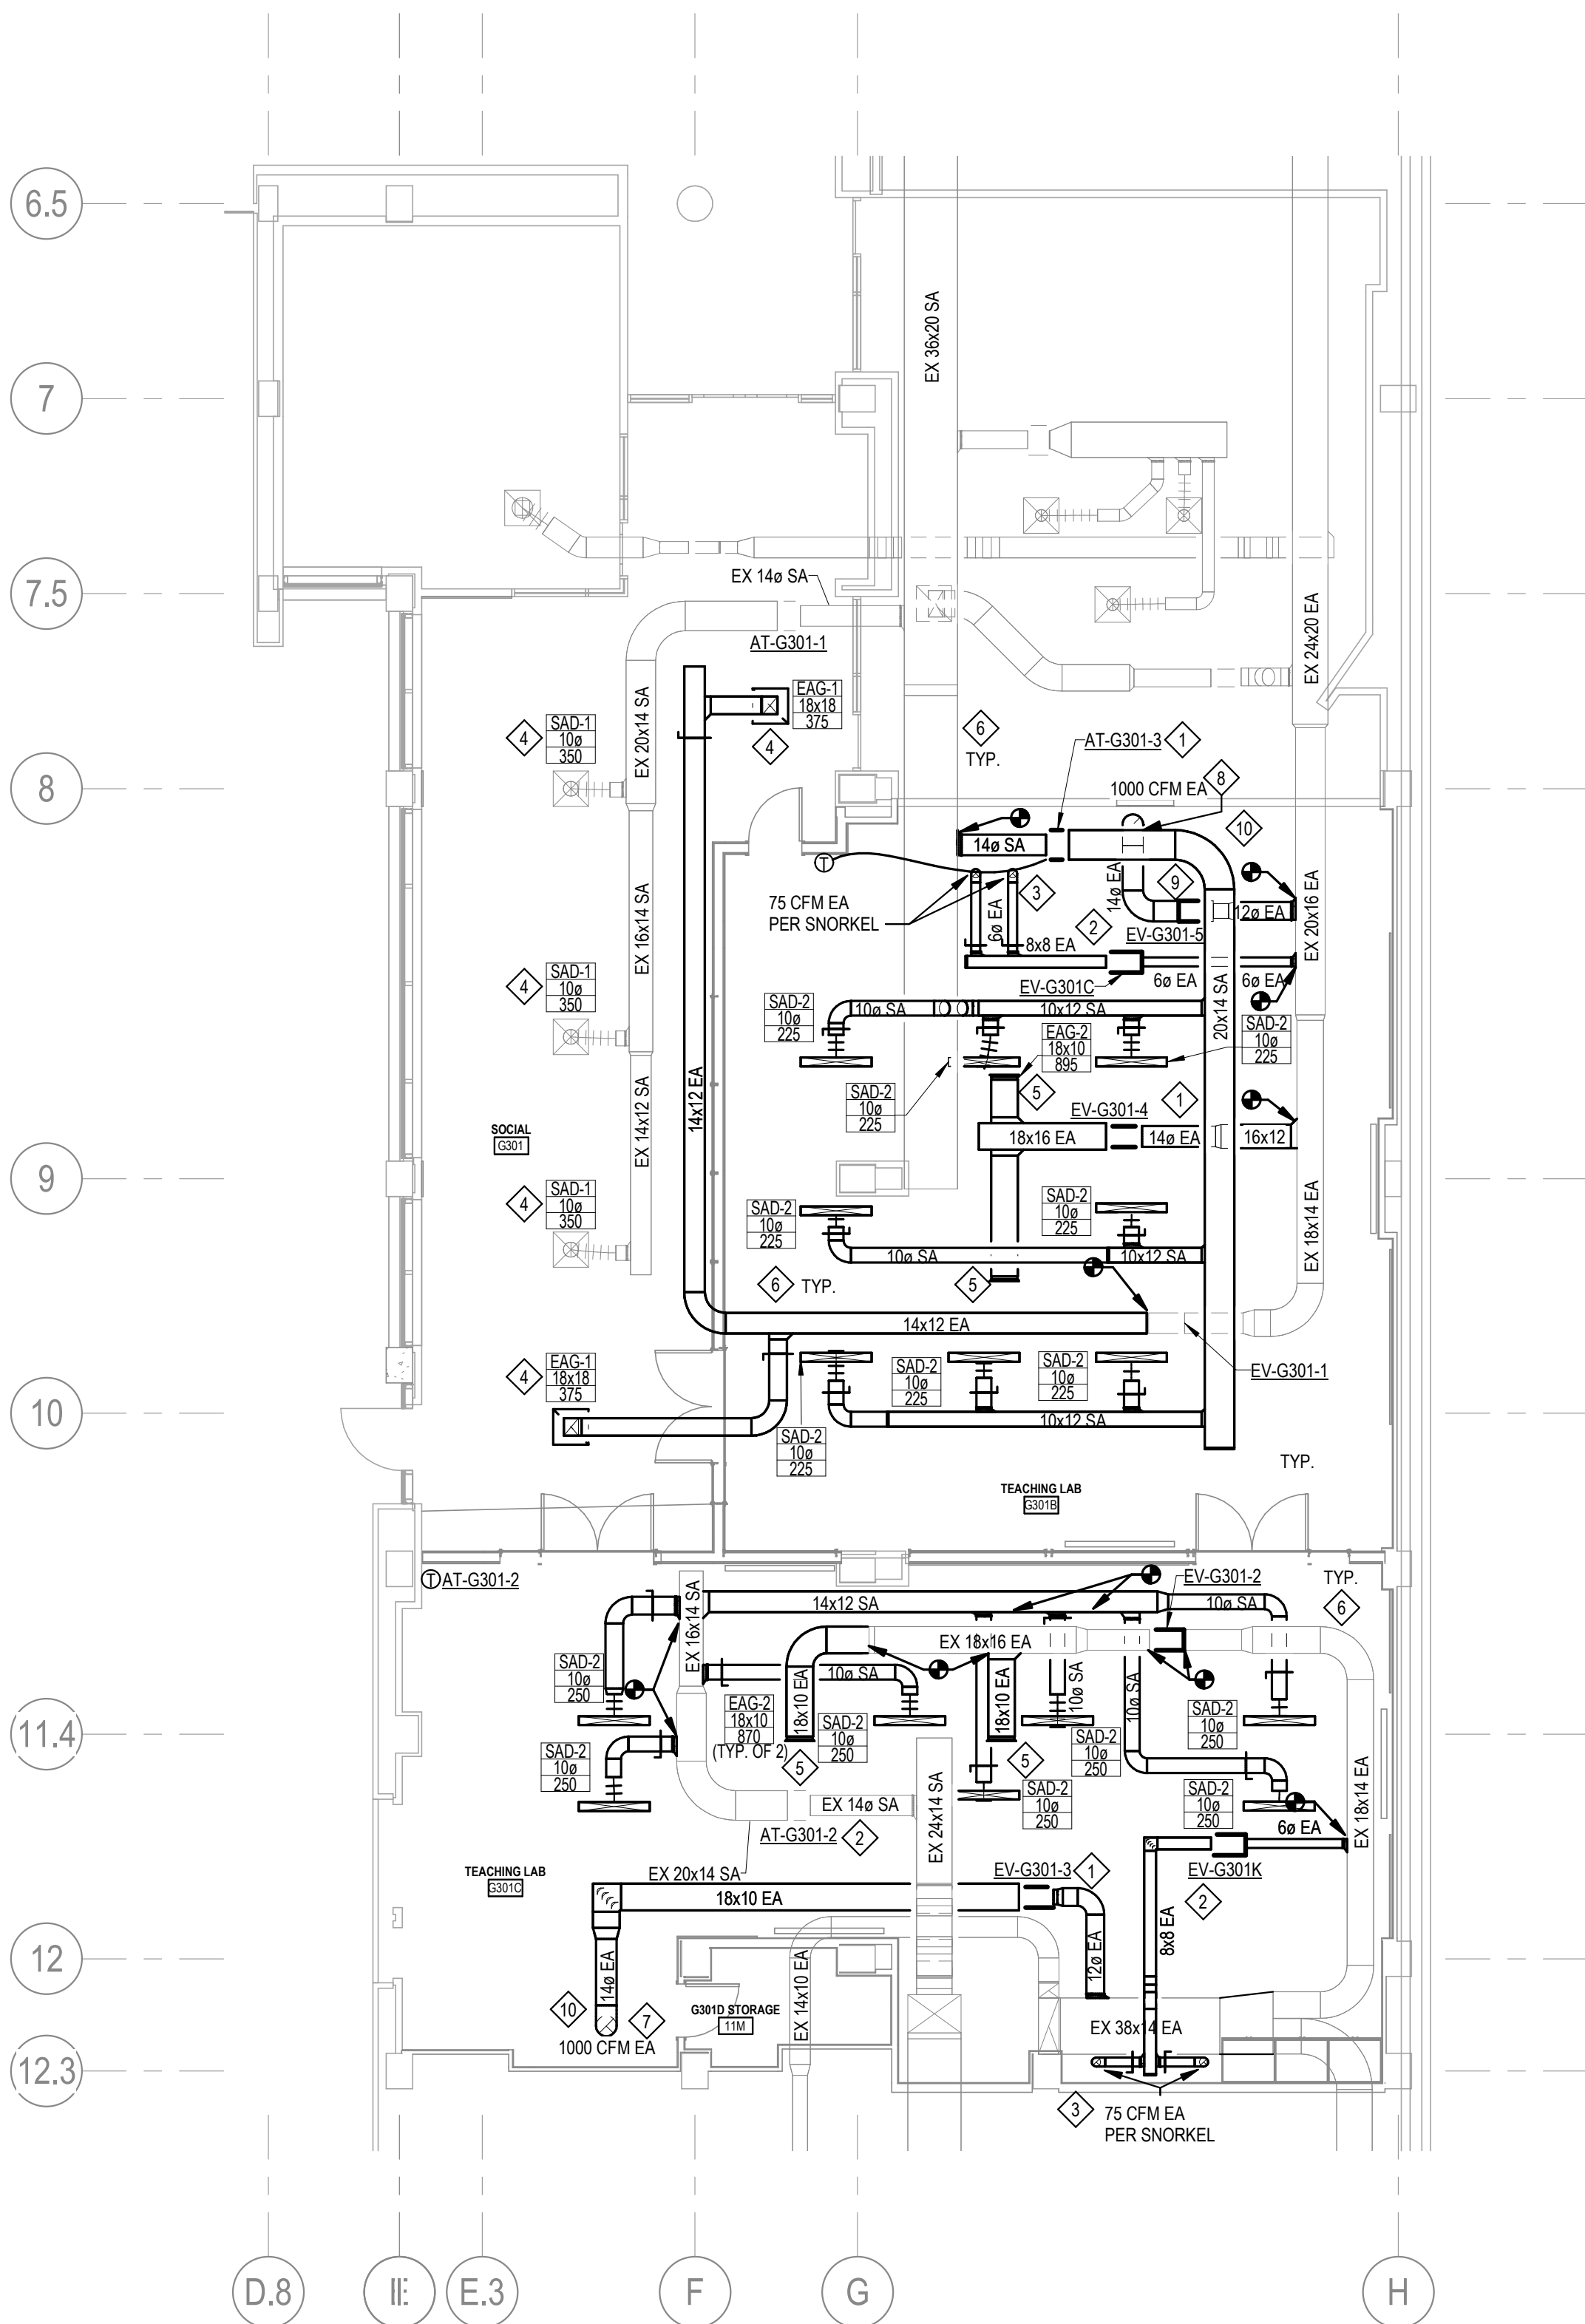 6.5
7
7.5
8
9
10
11.4
12
12.3
EX 36x20 SA
EX 24x20 EA
EX 14ø SA
AT-G301-1
EAG-1
18x18
375
4
SAD-1
10ø
350
4
EX 20x14 SA
6
TYP.
AT-G301-3
1
8
1000 CFM EA
10
14ø SA
T
14ø EA
9
75 CFM EA
PER SNORKEL
3
6ø EA
2
EV-G301-5
12ø EA
EX 20x16 EA
8x8 EA
EV-G301C
6ø EA
6ø EA
EX 16x14 SA
4
SAD-1
10ø
350
SAD-2
10ø
225
10ø SA
10x12 SA
20x14 SA
EAG-2
18x10
895
SAD-2
10ø
225
5
SAD-2
10ø
225
EV-G301-4
1
18x16 EA
14ø EA
16x12
14x12 EA
EX 14x12 SA
SOCIAL
G301
4
SAD-1
10ø
350
SAD-2
10ø
225
SAD-2
10ø
225
EX 18x14 EA
10ø SA
10x12 SA
6
TYP.
5
14x12 EA
EV-G301-1
4
EAG-1
18x18
375
SAD-2
10ø
225
SAD-2
10ø
225
SAD-2
10ø
225
10x12 SA
TYP.
TEACHING LAB
G301B
T
AT-G301-2
EX 16x14 SA
14x12 SA
EV-G301-2
TYP.
6
10ø SA
EX 18x16 EA
SAD-2
10ø
250
10ø SA
18x10 EA
18x10 EA
10ø SA
10ø SA
EAG-2
18x10
870
(TYP. OF 2)
SAD-2
10ø
250
SAD-2
10ø
250
SAD-2
10ø
250
SAD-2
10ø
250
5
5
SAD-2
10ø
250
SAD-2
10ø
250
EX 14ø SA
EX 24x14 SA
AT-G301-2
2
6ø EA
EX 18x14 EA
EX 20x14 SA
EV-G301-3
1
EV-G301K
2
TEACHING LAB
G301C
18x10 EA
8x8 EA
12ø EA
14ø EA
EX 14x10 EA
10
7
1000 CFM EA
G301D STORAGE
11M
EX 38x14 EA
3
75 CFM EA
PER SNORKEL
D.8
E.3
F
G
H